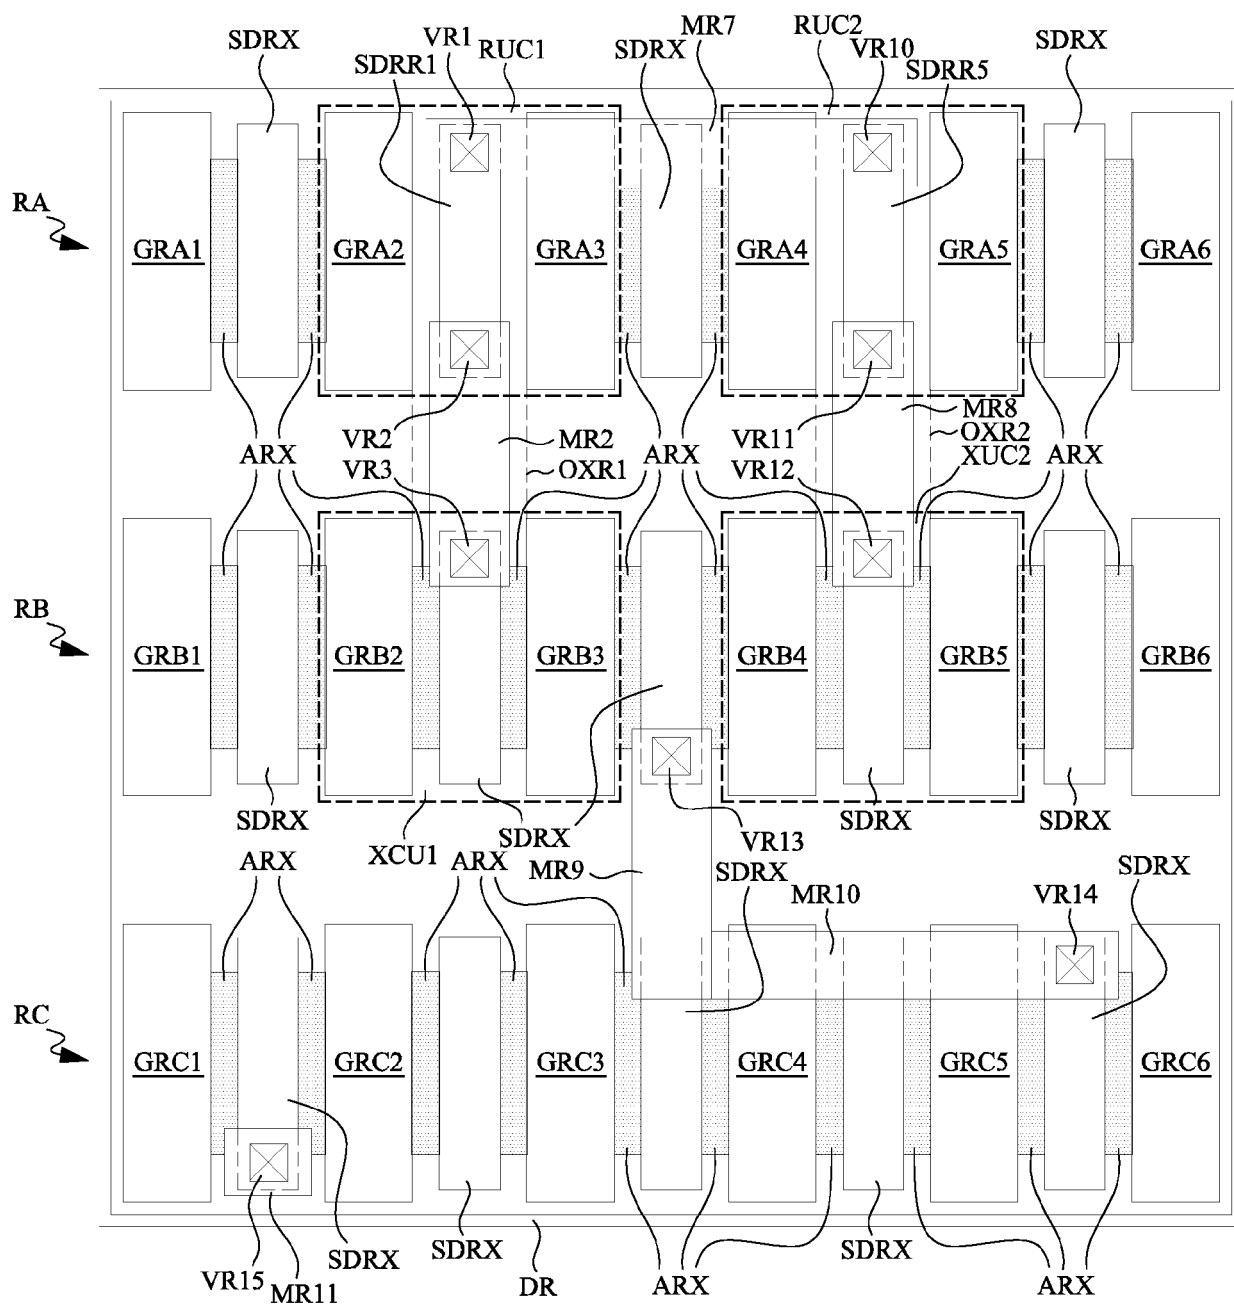 SDRX
VR1
RUC1
SDRR1
SDRX
MR7
RUC2
VR10
SDRR5
SDRX
RA
GRA1
GRA2
GRA3
GRA4
GRA5
GRA6
VR2
MR2
VR11
MR8
OXR2
ARX
VR3
OXR1
ARX
VR12
XUC2
ARX
RB
GRB1
GRB2
GRB3
GRB4
GRB5
GRB6
SDRX
XCU1
SDRX
VR13
SDRX
SDRX
ARX
ARX
MR9
SDRX
MR10
VR14
SDRX
RC
GRC1
GRC2
GRC3
GRC4
GRC5
GRC6
VR15
MR11
SDRX
SDRX
DR
ARX
SDRX
ARX